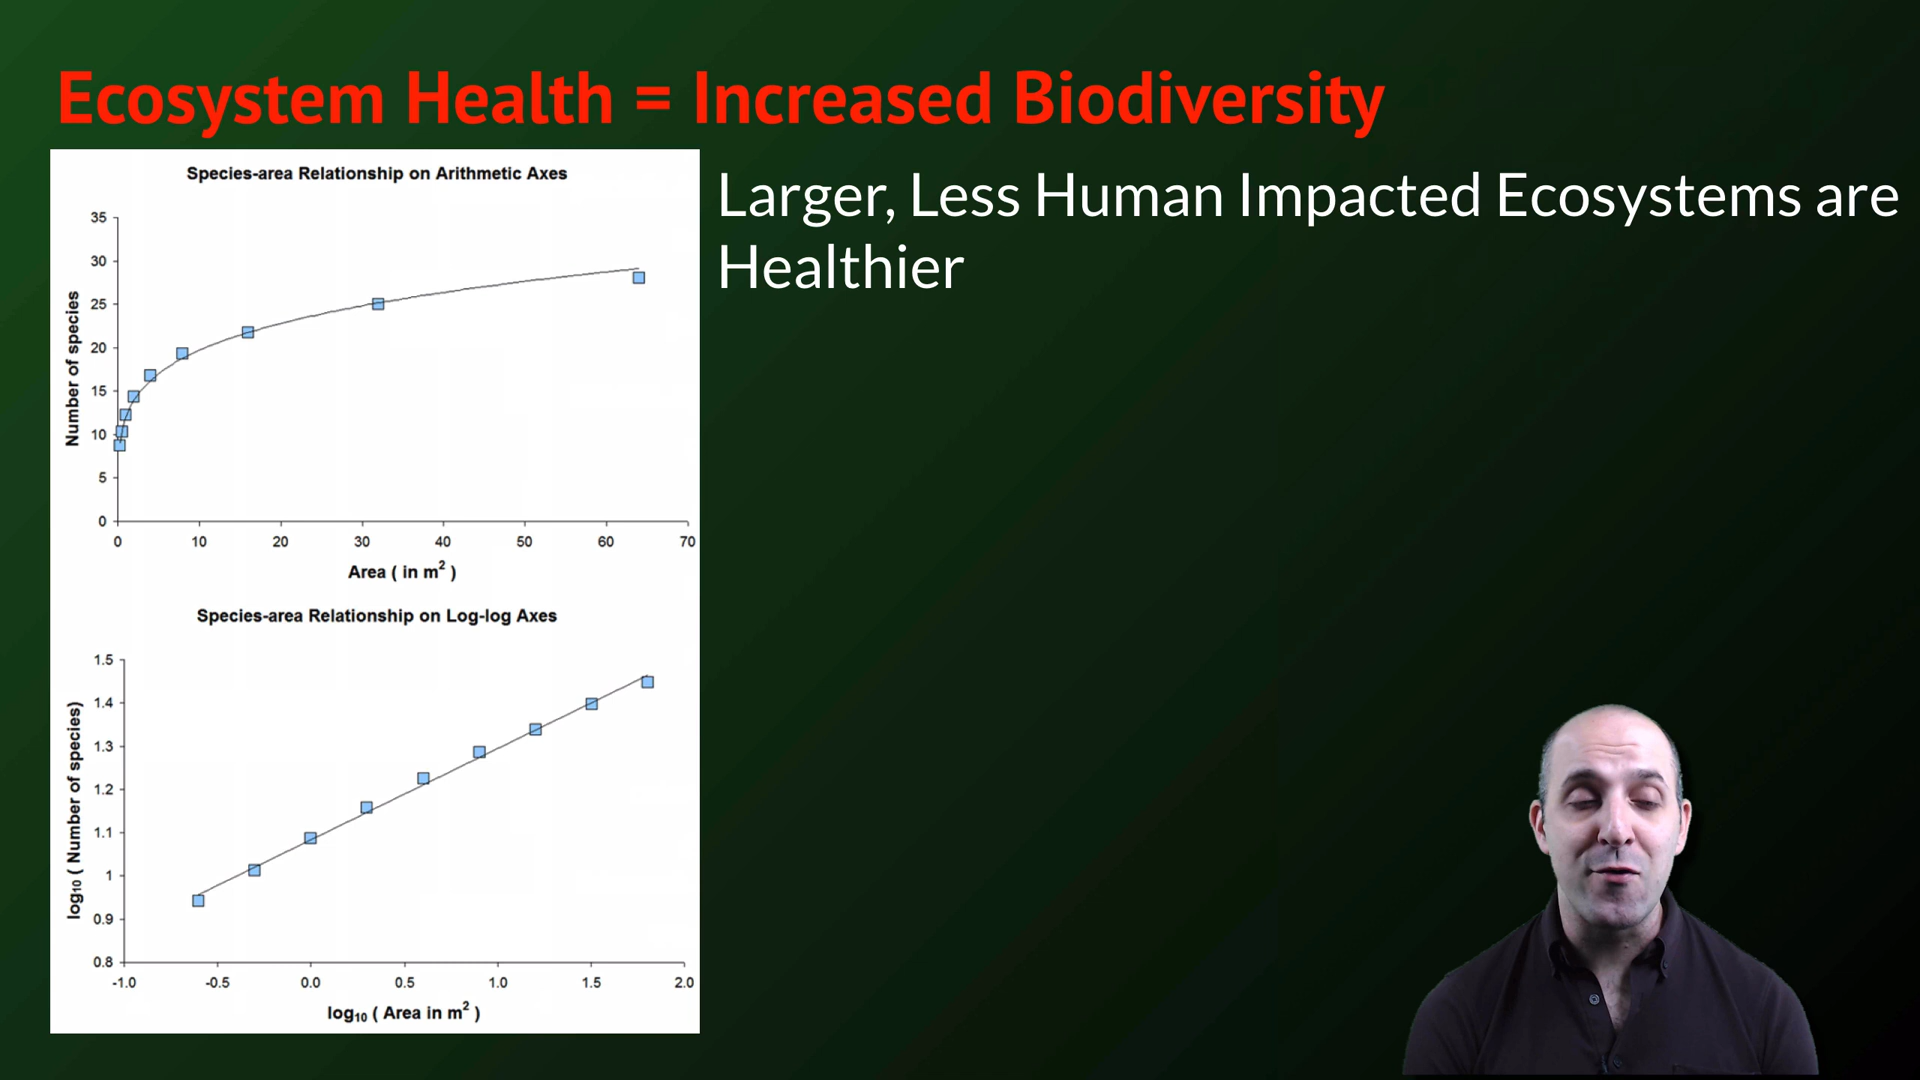 Ecosystem Health = Increased Biodiversity
Species-area Relationship on Arithmetic Axes
Number of species
35
30
25
20
15
10
5
0
0 10 20 30 40 50 60 70
Area ( in m² )
Species-area Relationship on Log-log Axes
log₁₀ ( Number of species)
1.5
1.4
1.3
1.2
1.1
1
0.9
0.8
-1.0 -0.5 0.0 0.5 1.0 1.5 2.0
log₁₀ ( Area in m² )
Larger, Less Human Impacted Ecosystems are
Healthier